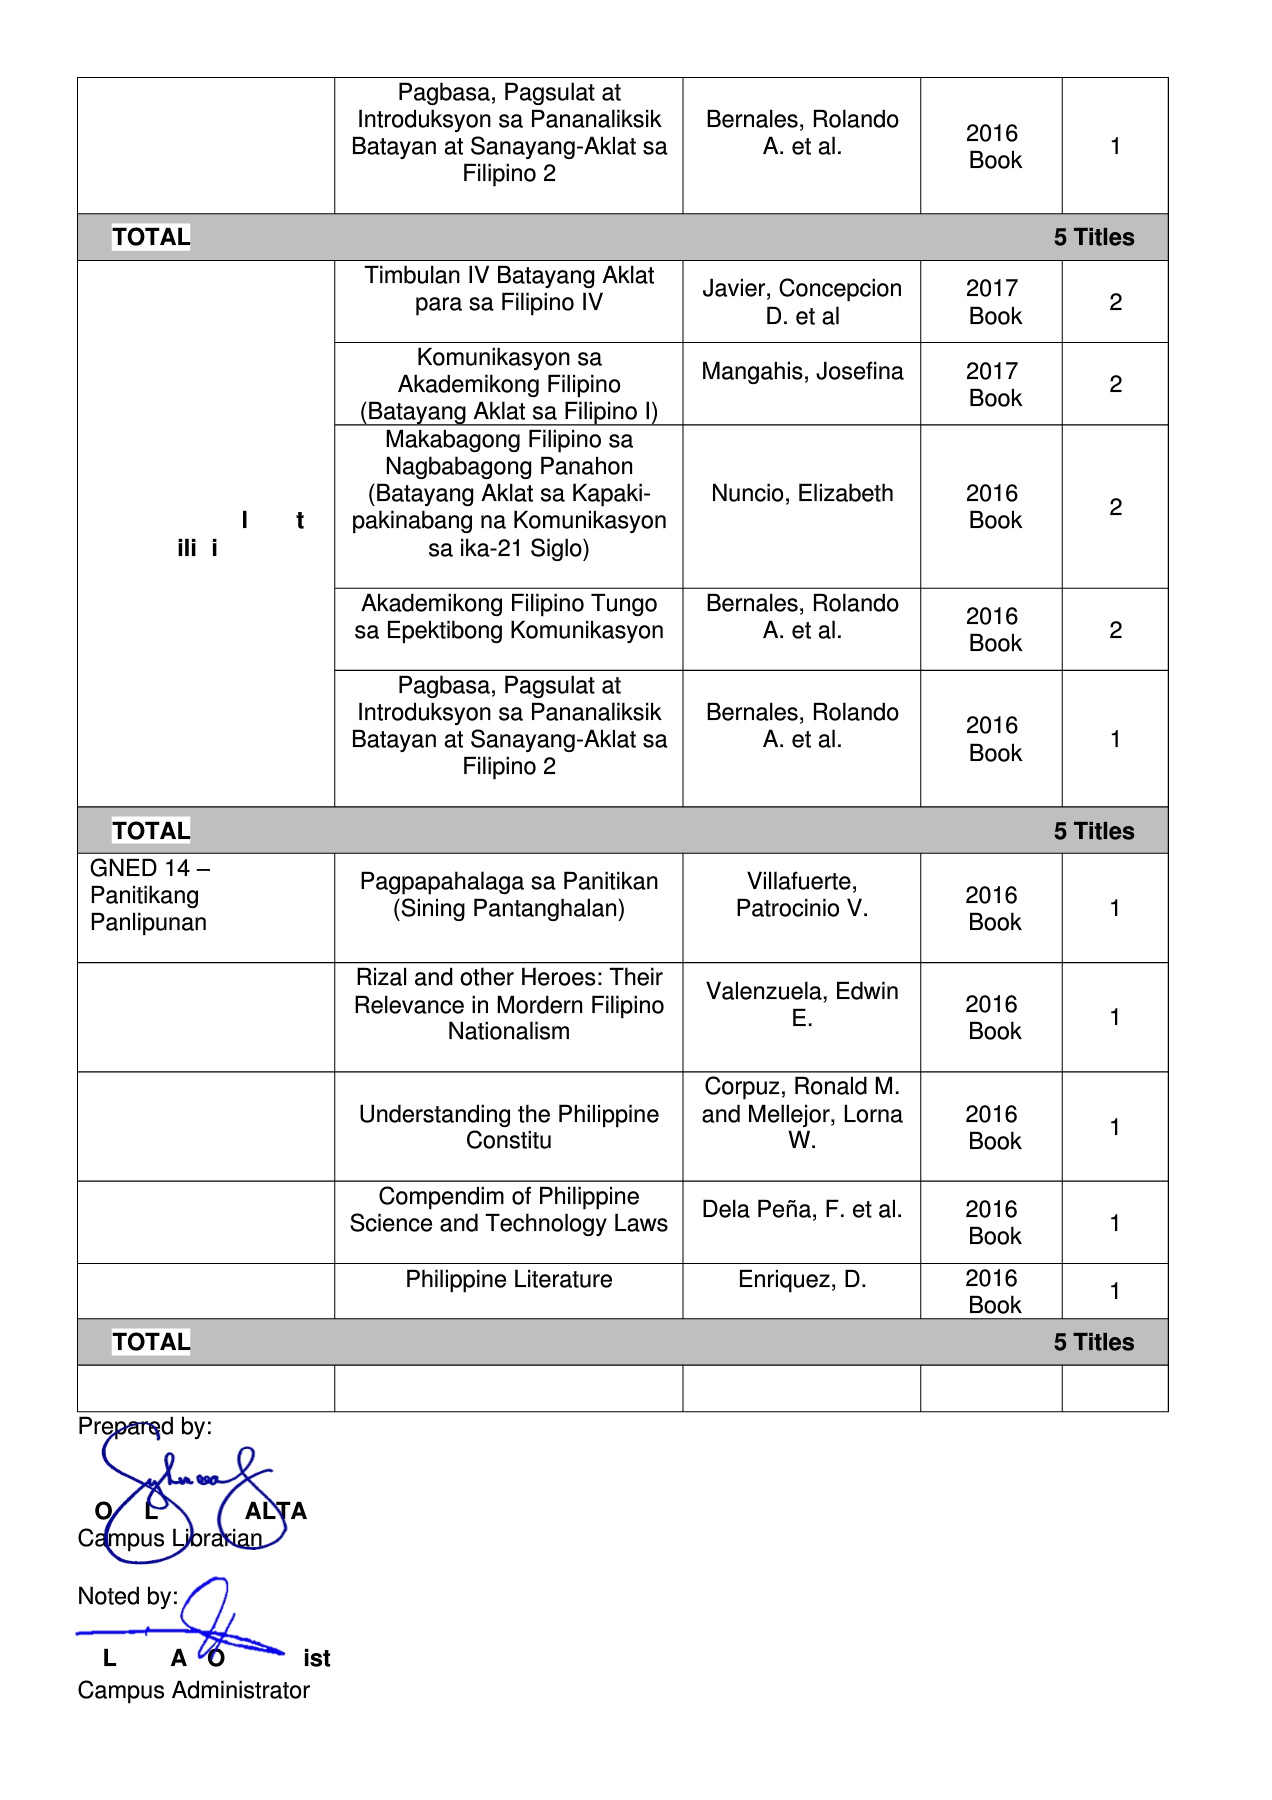 Pagbasa, Pagsulat at
Introduksyon sa Pananaliksik
Batayan at Sanayang-Aklat sa
Filipino 2
Bernales, Rolando
A. et al.
2016
Book
1
TOTAL 5 Titles
Timbulan IV Batayang Aklat
para sa Filipino IV
Javier, Concepcion
D. et al
2017
Book
2
Komunikasyon sa
Akademikong Filipino
(Batayang Aklat sa Filipino I)
Mangahis, Josefina
2017
Book
2
Makabagong Filipino sa
Nagbabagong Panahon
(Batayang Aklat sa Kapaki-
pakinabang na Komunikasyon
sa ika-21 Siglo)
Nuncio, Elizabeth
2016
Book
2
Akademikong Filipino Tungo
sa Epektibong Komunikasyon
Bernales, Rolando
A. et al.
2016
Book
2
Pagbasa, Pagsulat at
Introduksyon sa Pananaliksik
Batayan at Sanayang-Aklat sa
Filipino 2
Bernales, Rolando
A. et al.
2016
Book
1
TOTAL 5 Titles
GNED 14 –
Panitikang
Panlipunan
Pagpapahalaga sa Panitikan
(Sining Pantanghalan)
Villafuerte,
Patrocinio V.
2016
Book
1
Rizal and other Heroes: Their
Relevance in Mordern Filipino
Nationalism
Valenzuela, Edwin
E.
2016
Book
1
Understanding the Philippine
Constitu
Corpuz, Ronald M.
and Mellejor, Lorna
W.
2016
Book
1
Compendim of Philippine
Science and Technology Laws
Dela Peña, F. et al.
2016
Book
1
Philippine Literature
Enriquez, D.
2016
Book
1
TOTAL 5 Titles
Prepared by:
O L ALTA
Campus Librarian
Noted by:
L A O ist
Campus Administrator